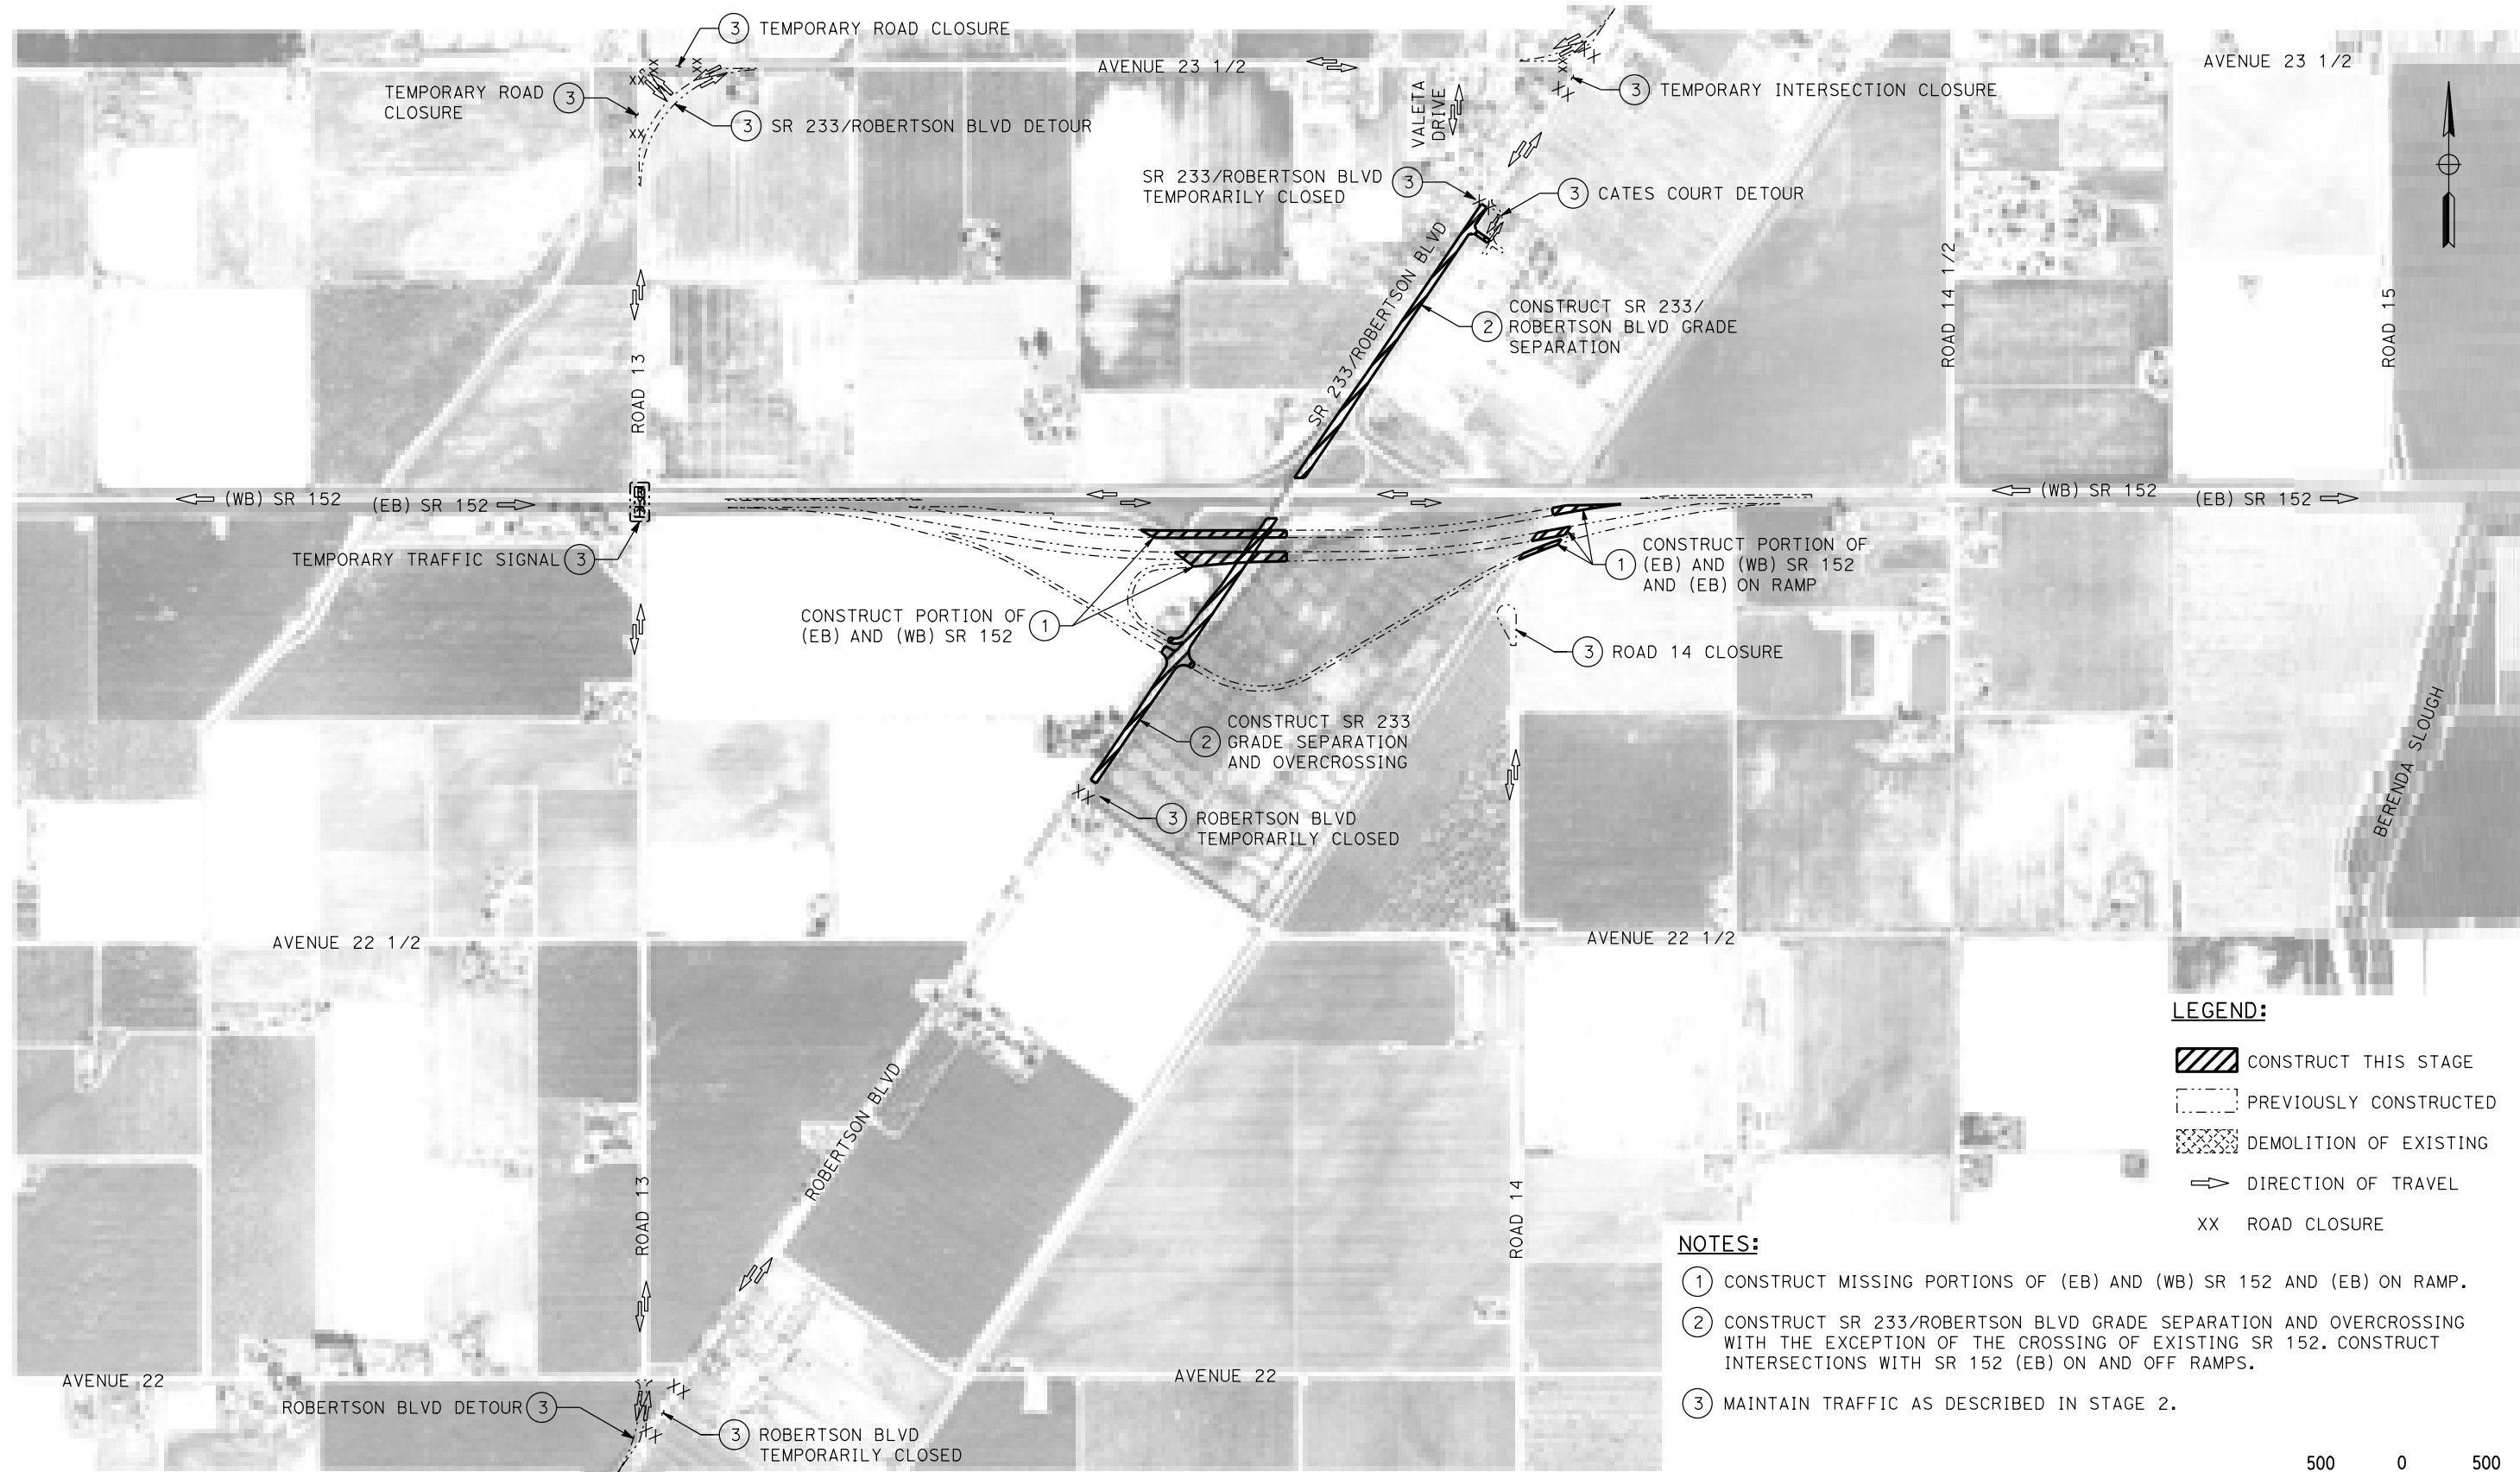 3 TEMPORARY ROAD CLOSURE
AVENUE 23 1/2
AVENUE 23 1/2
TEMPORARY ROAD
CLOSURE
3
3 SR 233/ROBERTSON BLVD DETOUR
VALETA
DRIVE
3 TEMPORARY INTERSECTION CLOSURE
SR 233/ROBERTSON BLVD
TEMPORARILY CLOSED
3
3 CATES COURT DETOUR
SR 233/ROBERTSON BLVD
2
CONSTRUCT SR 233/
ROBERTSON BLVD GRADE
SEPARATION
ROAD 13
ROAD 14 1/2
ROAD 15
(WB) SR 152
(EB) SR 152
(WB) SR 152
(EB) SR 152
TEMPORARY TRAFFIC SIGNAL 3
CONSTRUCT PORTION OF
(EB) AND (WB) SR 152
1
1
CONSTRUCT PORTION OF
(EB) AND (WB) SR 152
AND (EB) ON RAMP
3 ROAD 14 CLOSURE
2
CONSTRUCT SR 233
GRADE SEPARATION
AND OVERCROSSING
3 ROBERTSON BLVD
TEMPORARILY CLOSED
BERENDA SLOUGH
AVENUE 22 1/2
AVENUE 22 1/2
ROBERTSON BLVD
ROAD 13
ROAD 14
AVENUE 22
AVENUE 22
ROBERTSON BLVD DETOUR 3
3 ROBERTSON BLVD
TEMPORARILY CLOSED
LEGEND:
CONSTRUCT THIS STAGE
PREVIOUSLY CONSTRUCTED
DEMOLITION OF EXISTING
DIRECTION OF TRAVEL
XX ROAD CLOSURE
NOTES:
1 CONSTRUCT MISSING PORTIONS OF (EB) AND (WB) SR 152 AND (EB) ON RAMP.
2 CONSTRUCT SR 233/ROBERTSON BLVD GRADE SEPARATION AND OVERCROSSING
WITH THE EXCEPTION OF THE CROSSING OF EXISTING SR 152. CONSTRUCT
INTERSECTIONS WITH SR 152 (EB) ON AND OFF RAMPS.
3 MAINTAIN TRAFFIC AS DESCRIBED IN STAGE 2.
500 0 500